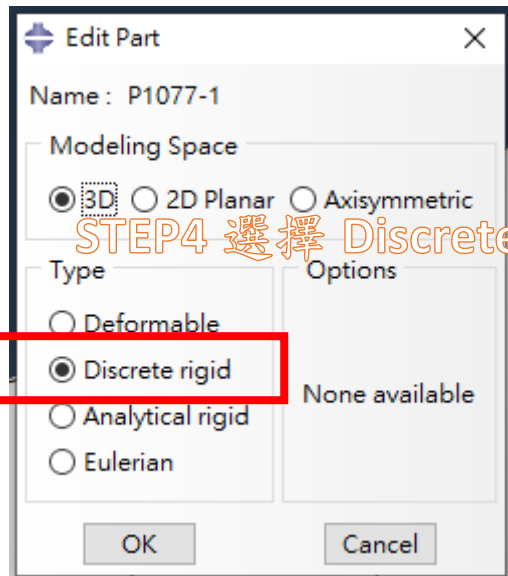 Edit Part
Name : P1077-1
Modeling Space
3D 2D Planar Axisymmetric
STEP4 選擇 Discrete
Type
Options
Deformable
Discrete rigid
None available
Analytical rigid
Eulerian
OK Cancel